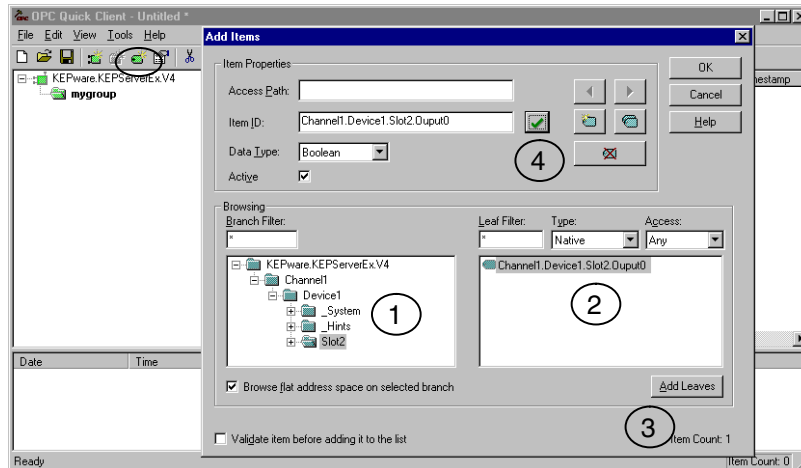 OPC Quick Client - Untitled *
File Edit View Tools Help
KEPware.KEPServerEx.V4
mygroup
Add Items
Item Properties
Access Path:
Item ID: Channel1.Device1.Slot2.Ouput0
Data Type: Boolean
Active
OK
Cancel
Help
4
Browsing
Branch Filter: Leaf Filter: Type: Access:
* * Native Any
KEPware.KEPServerEx.V4
Channel1
Device1
_System
_Hints
Slot2
1
Channel1.Device1.Slot2.Ouput0
2
Browse flat address space on selected branch
Add Leaves
3
Validate item before adding it to the list
Item Count: 1
Date Time
Ready
Item Count: 0